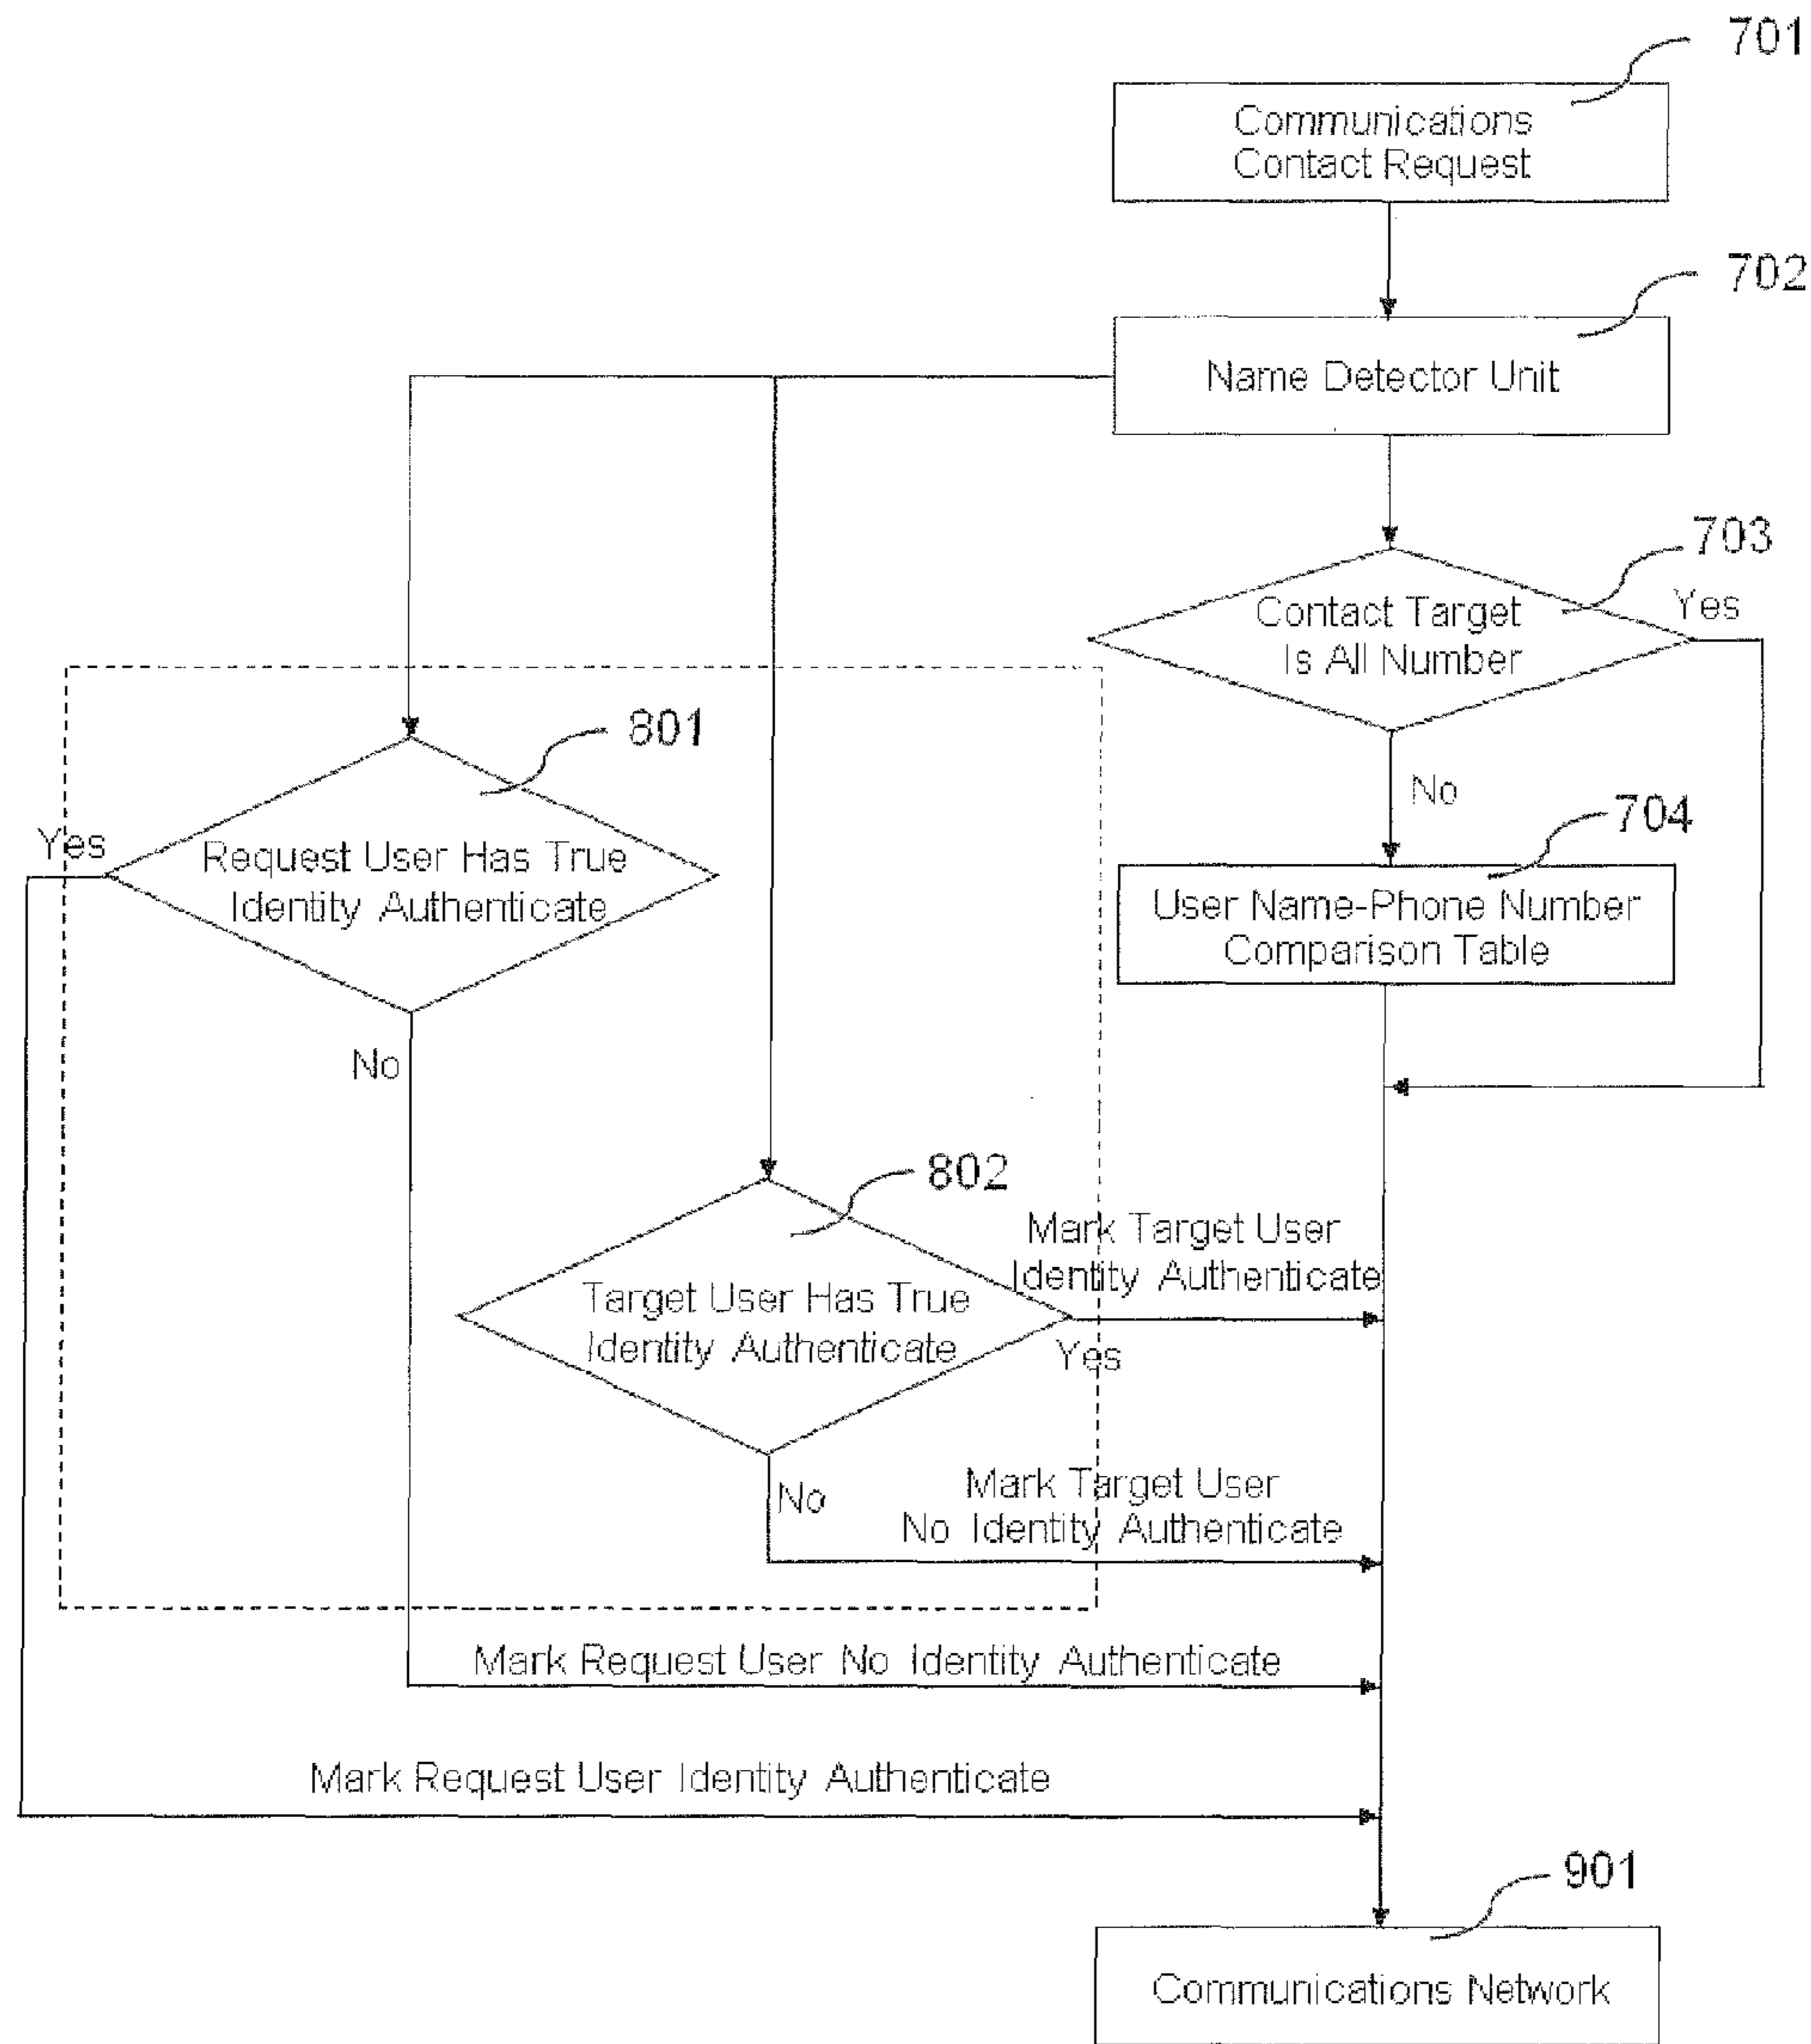 701
Communications
Contact Request
702
Name Detector Unit
703
Contact Target
Is All Number
Yes
801
No
704
Yes
Request User Has True
Identity Authenticate
User Name-Phone Number
Comparison Table
No
802
Mark Target User
Identity Authenticate
Target User Has True
Identity Authenticate
Yes
No
Mark Target User
No Identity Authenticate
Mark Request User No Identity Authenticate
Mark Request User Identity Authenticate
901
Communications Network